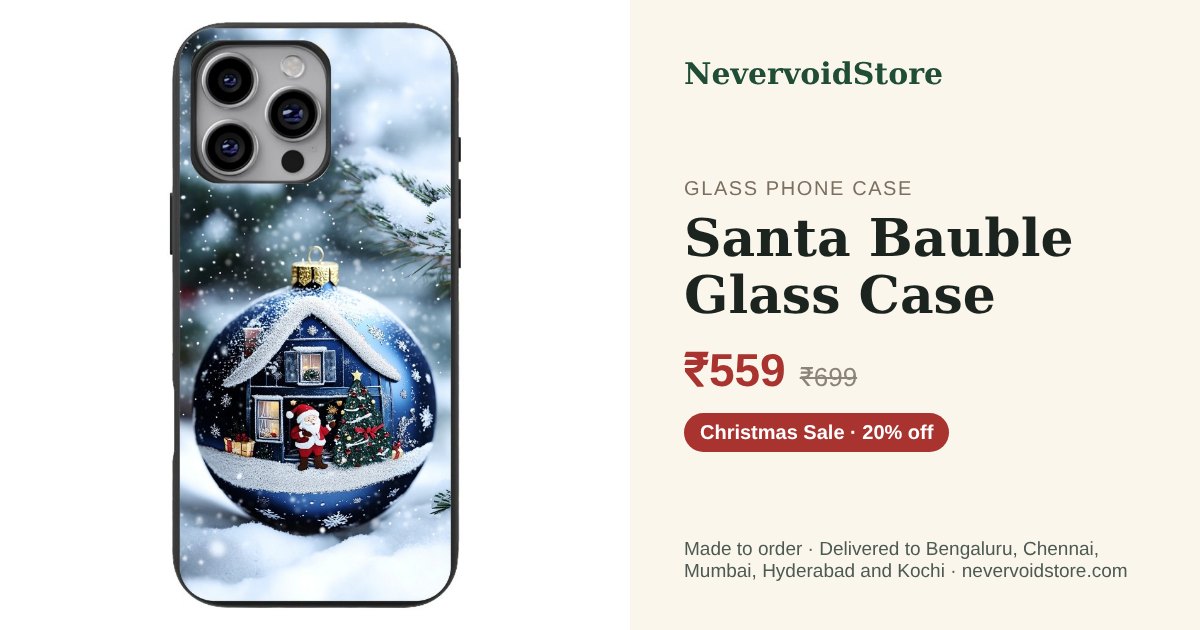 NevervoidStore
GLASS PHONE CASE
Santa Bauble
Glass Case
₹559 ₹699
Christmas Sale · 20% off
Made to order · Delivered to Bengaluru, Chennai,
Mumbai, Hyderabad and Kochi · nevervoidstore.com